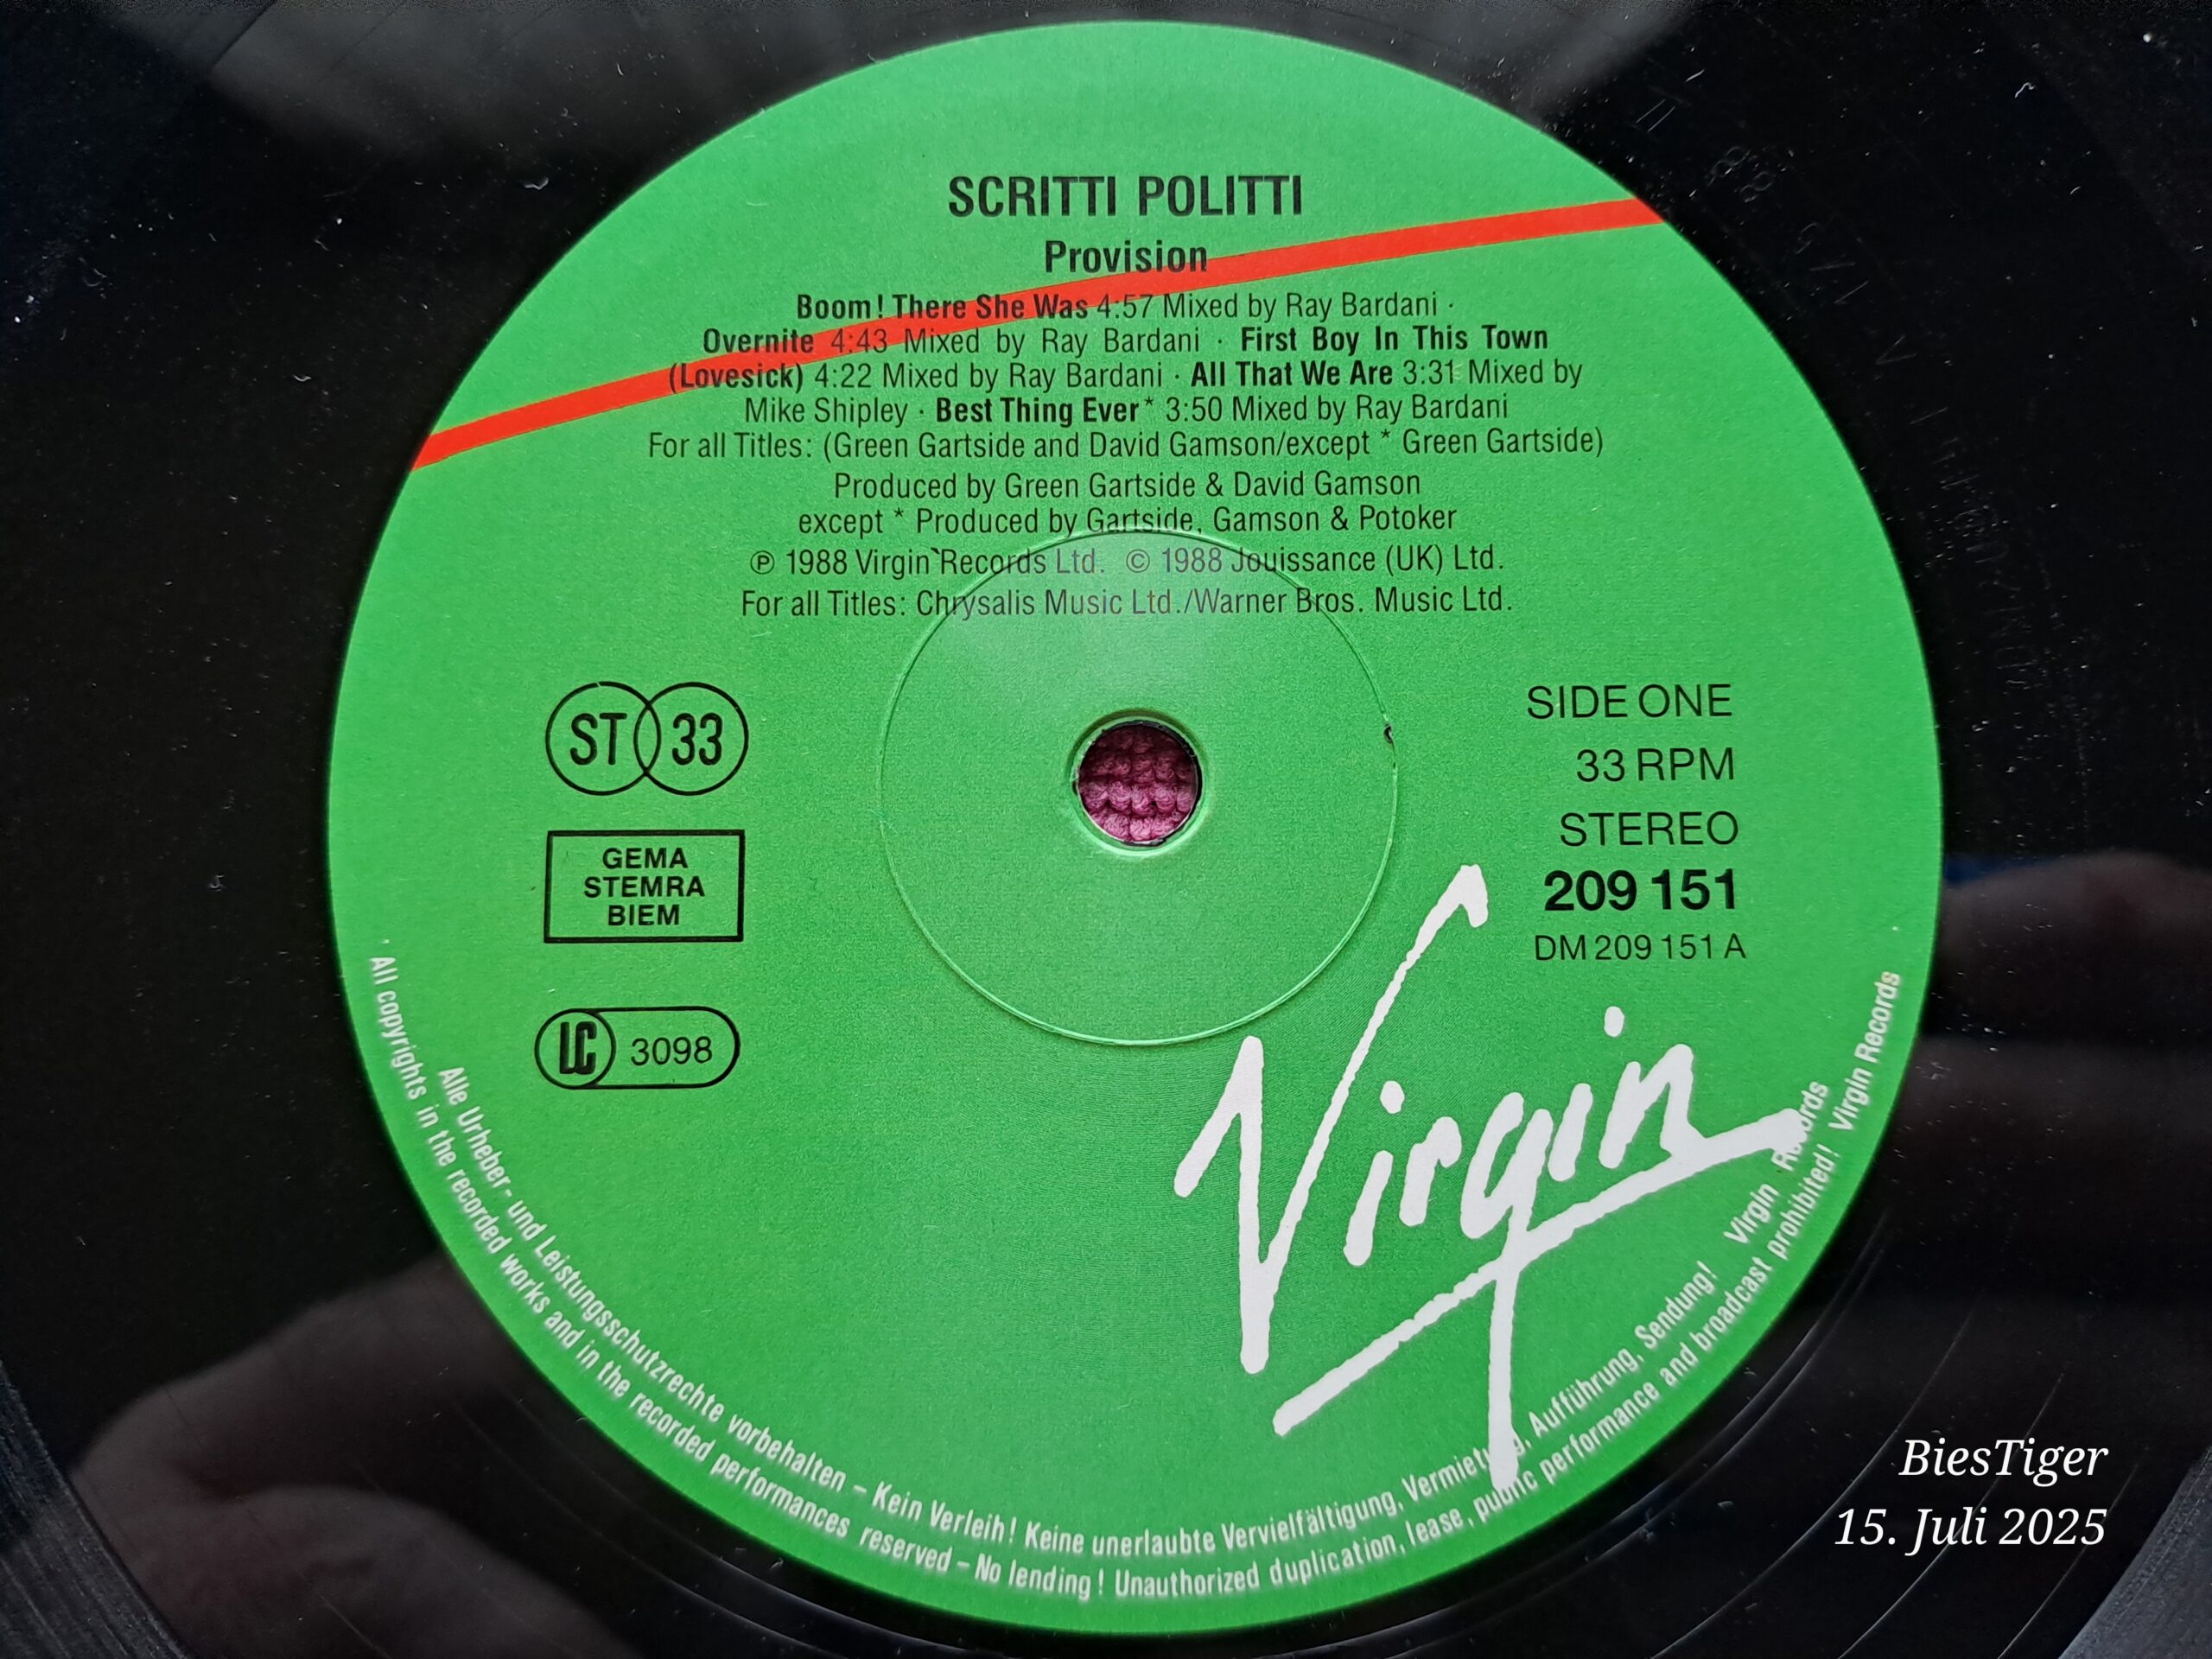 SCRITTI POLITTI
Provision
Boom! There She Was 4:57 Mixed by Ray Bardani ·
Overnite 4:43 Mixed by Ray Bardani · First Boy In This Town
(Lovesick) 4:22 Mixed by Ray Bardani · All That We Are 3:31 Mixed by
Mike Shipley · Best Thing Ever* 3:50 Mixed by Ray Bardani
For all Titles: (Green Gartside and David Gamson/except * Green Gartside)
Produced by Green Gartside & David Gamson
except * Produced by Gartside, Gamson & Potoker
℗ 1988 Virgin Records Ltd. © 1988 Jouissance (UK) Ltd.
For all Titles: Chrysalis Music Ltd./Warner Bros. Music Ltd.
ST 33
GEMA
STEMRA
BIEM
LC 3098
SIDE ONE
33 RPM
STEREO
209 151
DM 209 151 A
Virgin
Alle Urheber- und Leistungsschutzrechte vorbehalten – Kein Verleih! Keine unerlaubte Vervielfältigung, Vermietung, Aufführung, Sendung! Virgin Records
All copyrights in the recorded works and in the recorded performances reserved – No lending! Unauthorized duplication, lease, public performance and broadcast prohibited! Virgin Records
BiesTiger
15. Juli 2025